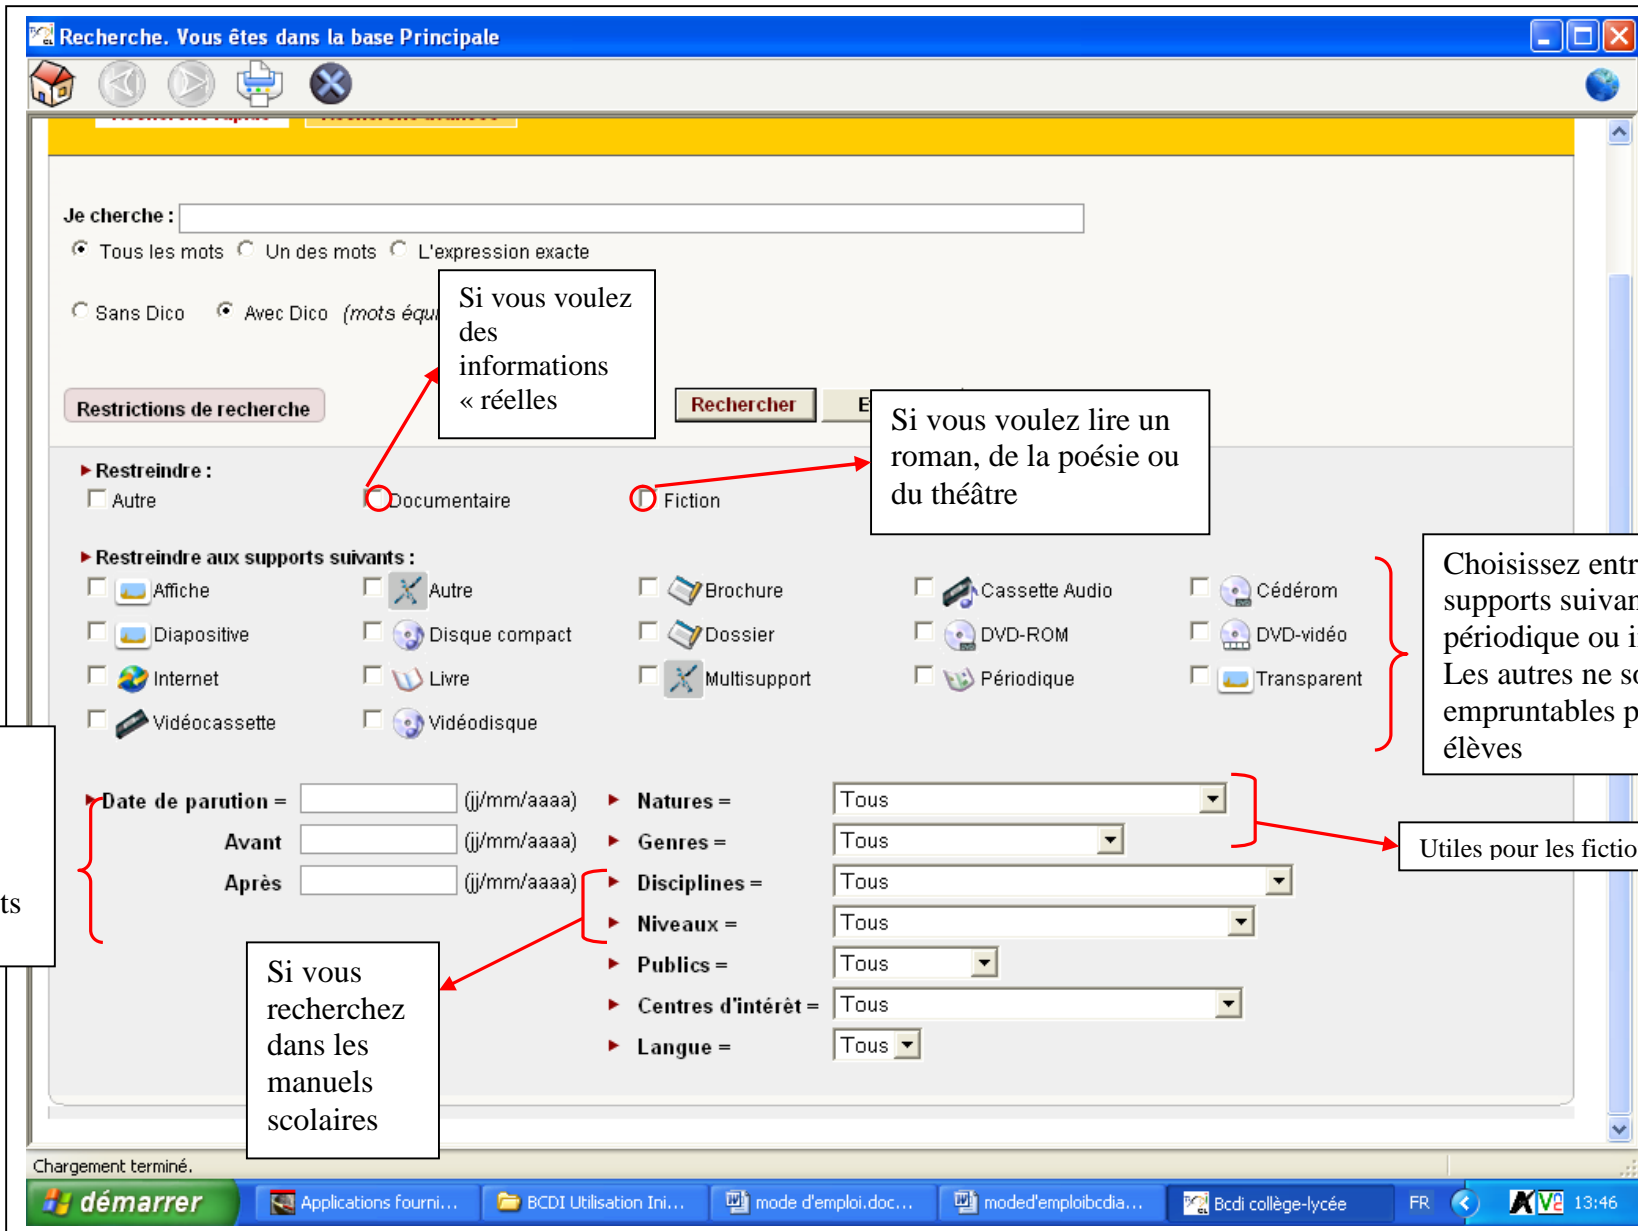 Recherche. Vous êtes dans la base Principale
Je cherche :
Tous les mots Un des mots L'expression exacte
Sans Dico Avec Dico (mots équ
Si vous voulez
des
informations
« réelles
Restrictions de recherche
Rechercher
Si vous voulez lire un
roman, de la poésie ou
du théâtre
Restreindre :
Autre Documentaire Fiction
Restreindre aux supports suivants :
Affiche Autre Brochure Cassette Audio Cédérom
Diapositive Disque compact Dossier DVD-ROM DVD-vidéo
Internet Livre Multisupport Périodique Transparent
Vidéocassette Vidéodisque
Choisissez entr
supports suivan
périodique ou i
Les autres ne so
empruntables p
élèves
Date de parution = (jj/mm/aaaa) Natures = Tous
Avant (jj/mm/aaaa) Genres = Tous
Utiles pour les fictio
Après (jj/mm/aaaa) Disciplines = Tous
ts
Niveaux = Tous
Publics = Tous
Centres d'intérêt = Tous
Langue = Tous
Si vous
recherchez
dans les
manuels
scolaires
Chargement terminé.
démarrer Applications fourni... BCDI Utilisation Ini... mode d'emploi.doc... moded'emploibcdia... Bcdi collège-lycée FR 13:46